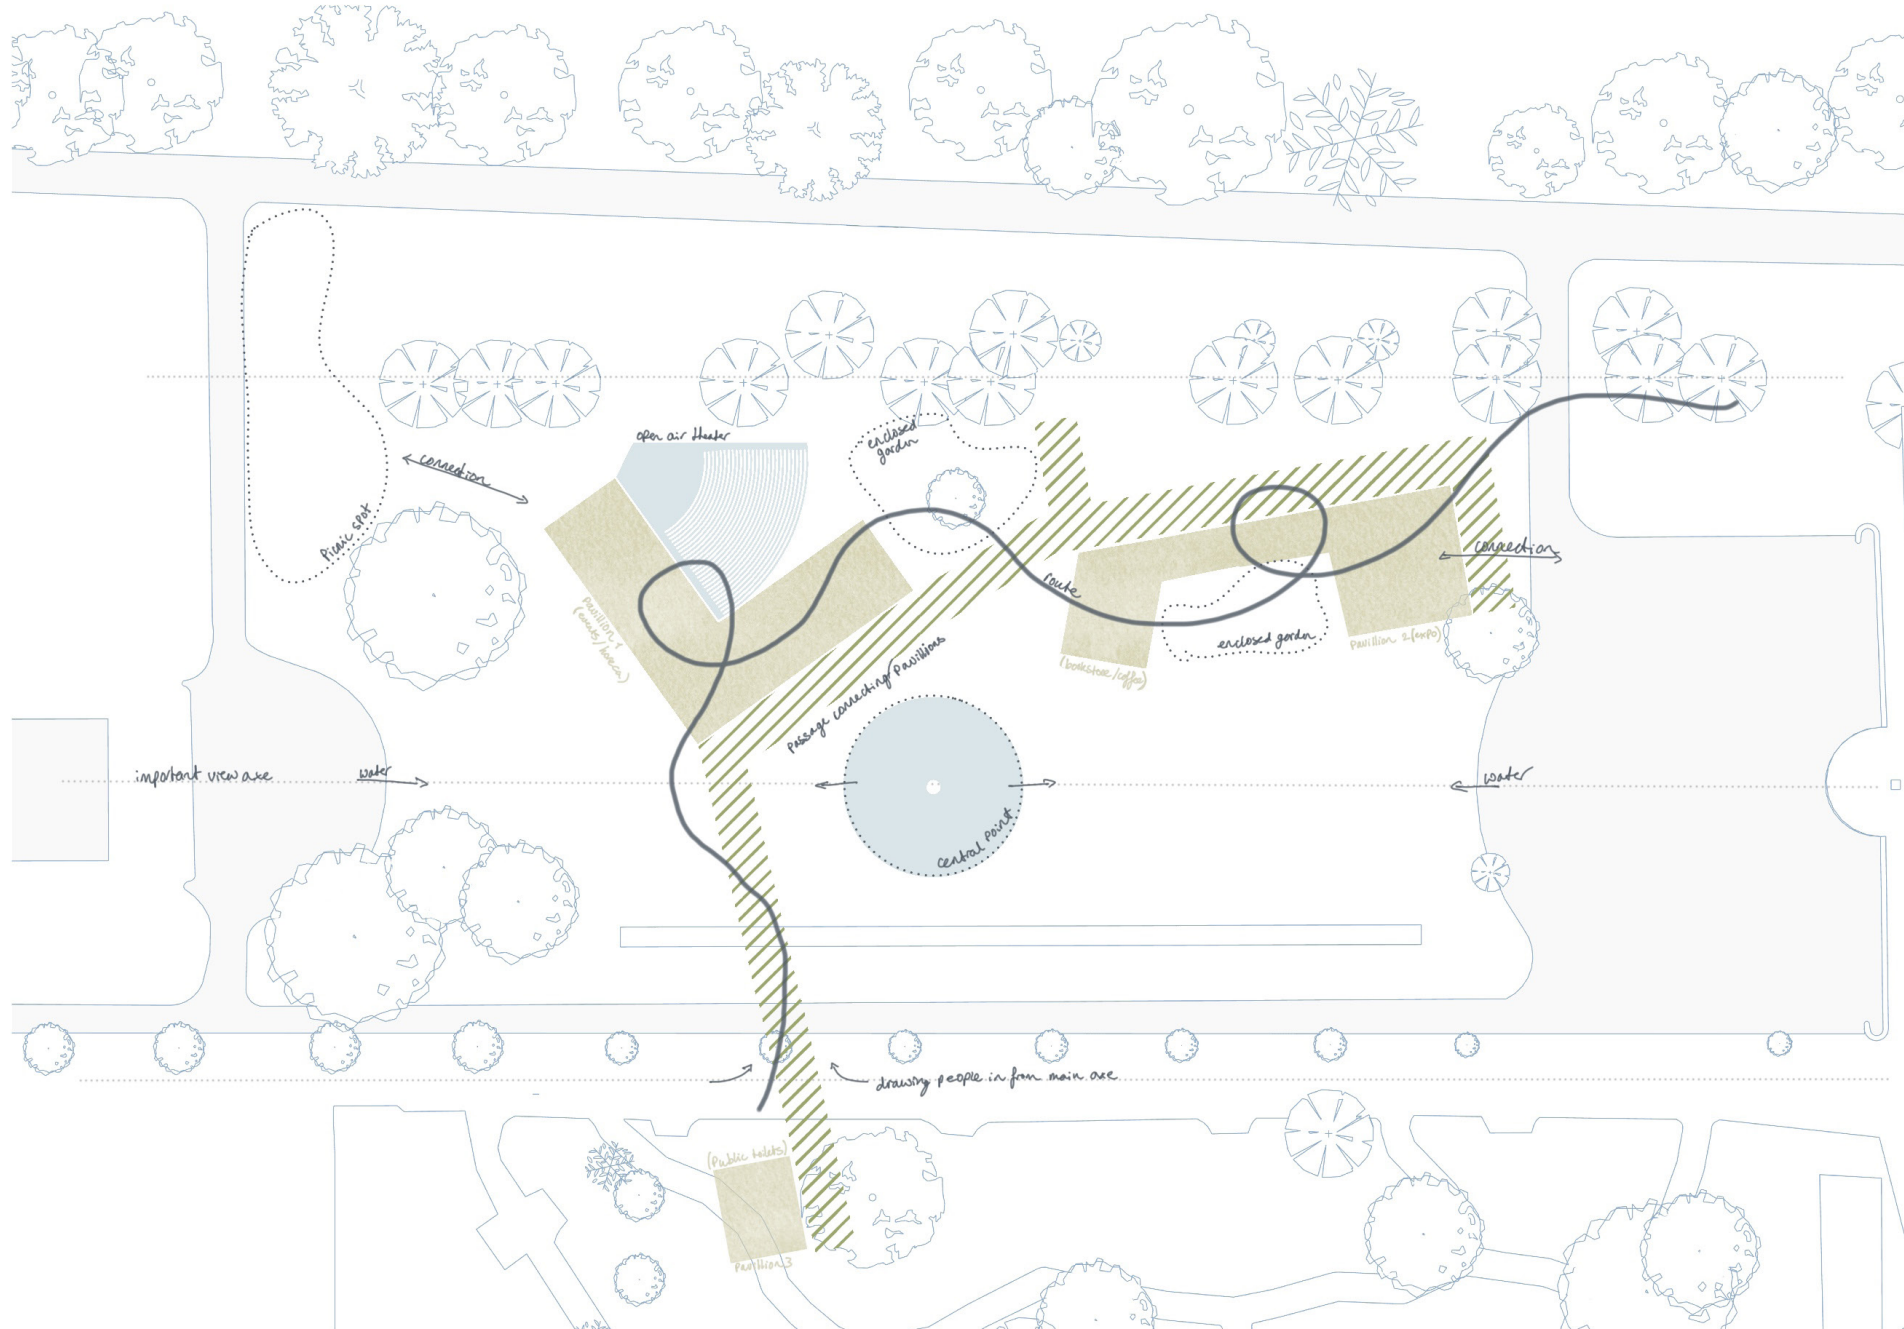 open air theater
enclosed
garden
connection
Picnic spot
connection
route
pavillion 1
(events/horeca)
enclosed garden
pavillion 2 (expo)
(bookstore/coffee)
passage connecting pavillions
important view axe
water
water
central point
drawing people in from main axe
(public toilets)
pavillion 3